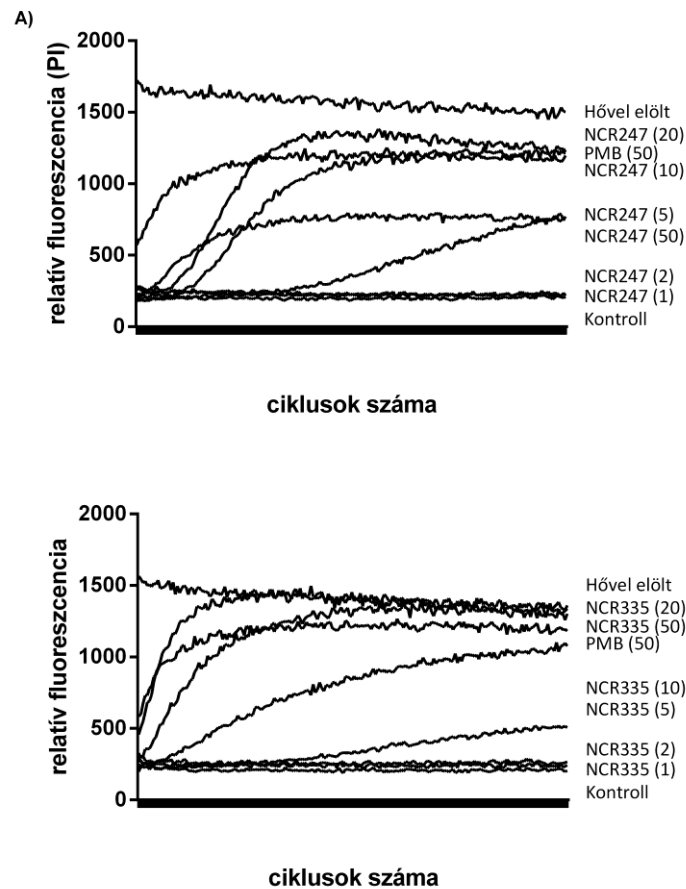 A)
relatív fluoreszcencia (PI)
2000
1500
1000
500
0
Hővel elölt
NCR247 (20)
PMB (50)
NCR247 (10)
NCR247 (5)
NCR247 (50)
NCR247 (2)
NCR247 (1)
Kontroll
ciklusok száma
relatív fluoreszcencia
2000
1500
1000
500
0
Hővel elölt
NCR335 (20)
NCR335 (50)
PMB (50)
NCR335 (10)
NCR335 (5)
NCR335 (2)
NCR335 (1)
Kontroll
ciklusok száma